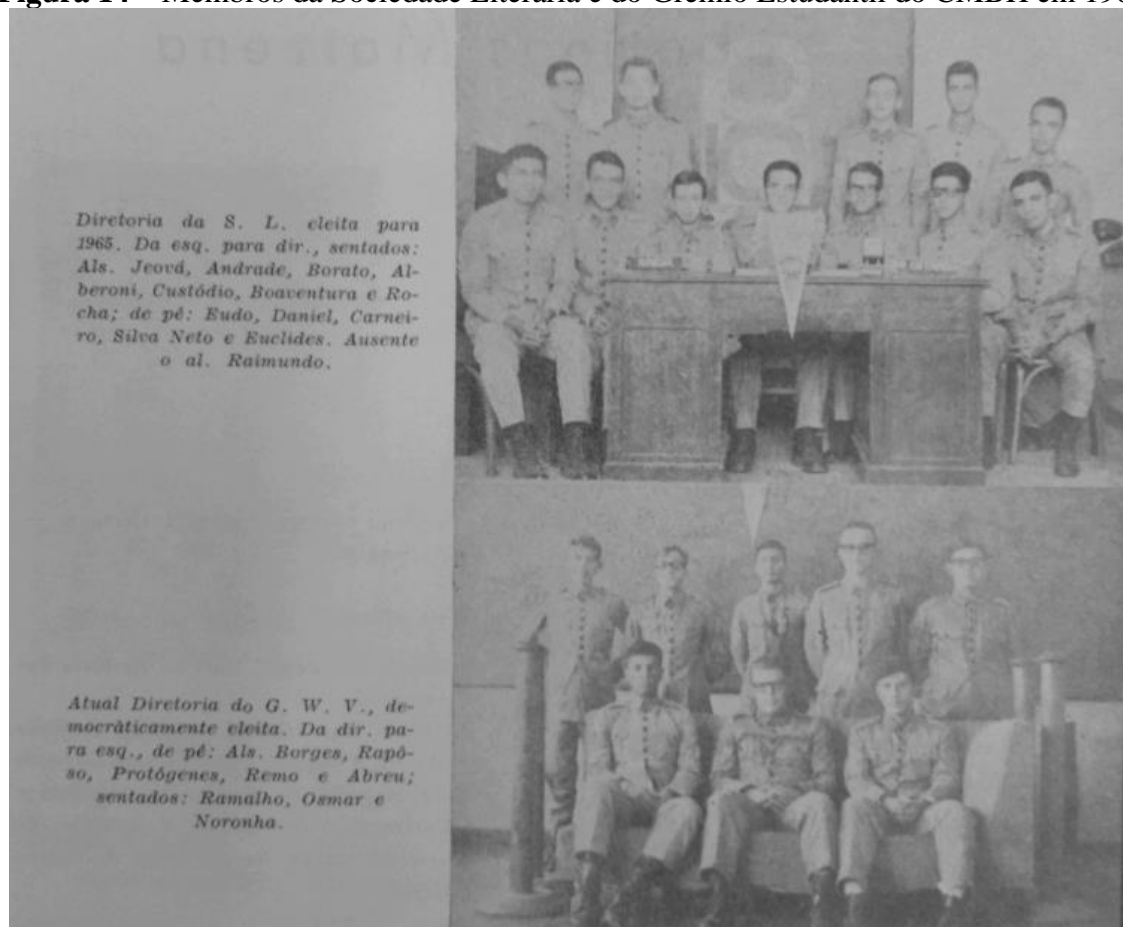 Figura 14 – Membros da Sociedade Literária e do Grêmio Estudantil do CMBH em 196
Diretoria da S. L. eleita para
1965. Da esq. para dir., sentados:
Als. Jeová, Andrade, Borato, Al-
beroni, Custódio, Boaventura e Ro-
cha; de pé: Eudo, Daniel, Carnei-
ro, Silva Neto e Euclides. Ausente
o al. Raimundo.
Atual Diretoria do G. W. V., de-
mocràticamente eleita. Da dir. pa-
ra esq., de pé: Als. Borges, Rapô-
so, Protógenes, Remo e Abreu;
sentados: Ramalho, Osmar e
Noronha.